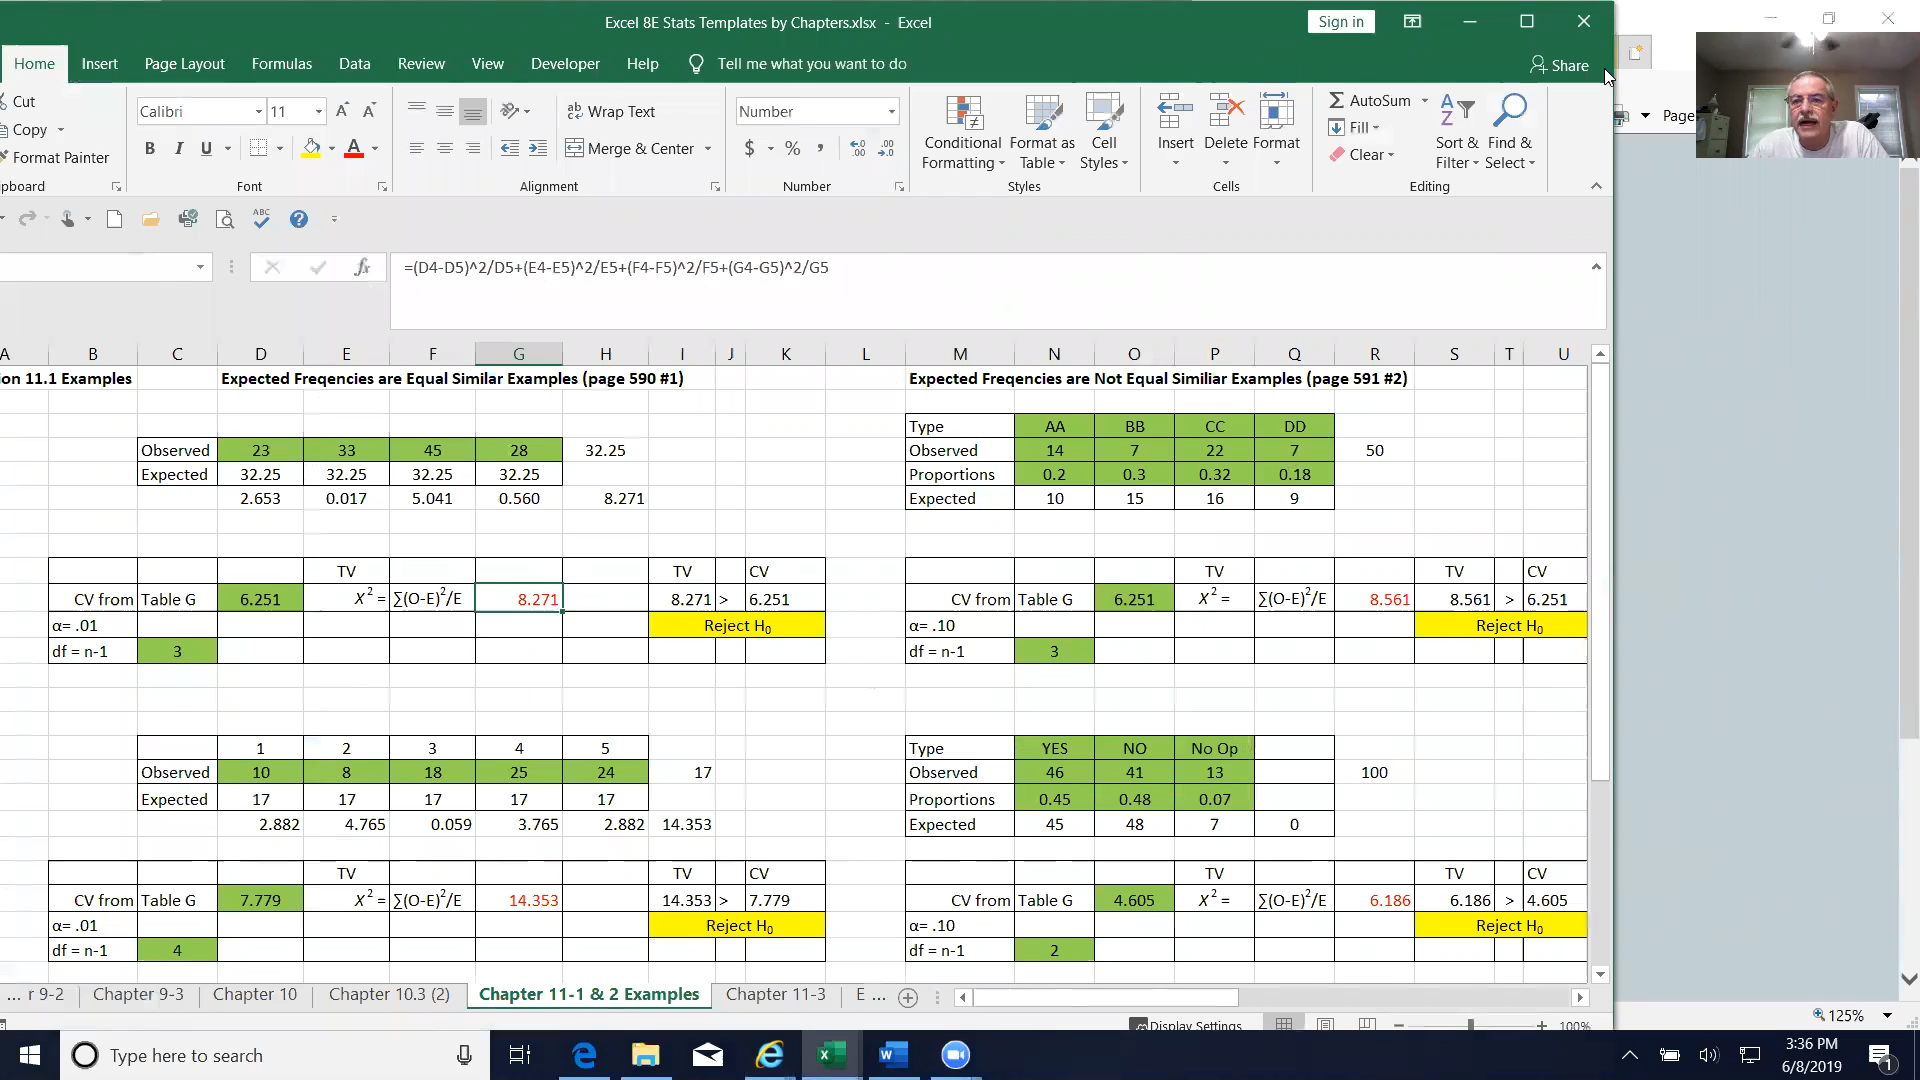 Excel 8E Stats Templates by Chapters.xlsx - Excel
Sign in
Home Insert Page Layout Formulas Data Review View Developer Help Tell me what you want to do
Share
Cut
Copy
Format Painter
pboard
Calibri 11
B I U A
Font
Wrap Text
Merge & Center
Alignment
Number
$ % ,
Number
Conditional Formatting
Format as Table
Cell Styles
Styles
Insert Delete Format
Cells
AutoSum
Fill
Clear
Sort & Filter
Find & Select
Editing
Page
ABC
fx =(D4-D5)^2/D5+(E4-E5)^2/E5+(F4-F5)^2/F5+(G4-G5)^2/G5
A B C D E F G H I J K L M N O P Q R S T U
on 11.1 Examples Expected Freqencies are Equal Similar Examples (page 590 #1) Expected Freqencies are Not Equal Similiar Examples (page 591 #2)
Type AA BB CC DD
Observed 23 33 45 28 32.25 Observed 14 7 22 7 50
Expected 32.25 32.25 32.25 32.25 Proportions 0.2 0.3 0.32 0.18
2.653 0.017 5.041 0.560 8.271 Expected 10 15 16 9
TV TV CV TV TV CV
CV from Table G 6.251 X² = ∑(O-E)²/E 8.271 8.271 > 6.251 CV from Table G 6.251 X² = ∑(O-E)²/E 8.561 8.561 > 6.251
α= .01 Reject H₀ α= .10 Reject H₀
df = n-1 3 df = n-1 3
1 2 3 4 5 Type YES NO No Op
Observed 10 8 18 25 24 17 Observed 46 41 13 100
Expected 17 17 17 17 17 Proportions 0.45 0.48 0.07
2.882 4.765 0.059 3.765 2.882 14.353 Expected 45 48 7 0
TV TV CV TV TV CV
CV from Table G 7.779 X² = ∑(O-E)²/E 14.353 14.353 > 7.779 CV from Table G 4.605 X² = ∑(O-E)²/E 6.186 6.186 > 4.605
α= .01 Reject H₀ α= .10 Reject H₀
df = n-1 4 df = n-1 2
... r 9-2 Chapter 9-3 Chapter 10 Chapter 10.3 (2) Chapter 11-1 & 2 Examples Chapter 11-3 E ...
Display Settings 100%
125%
Type here to search
3:36 PM
6/8/2019
1